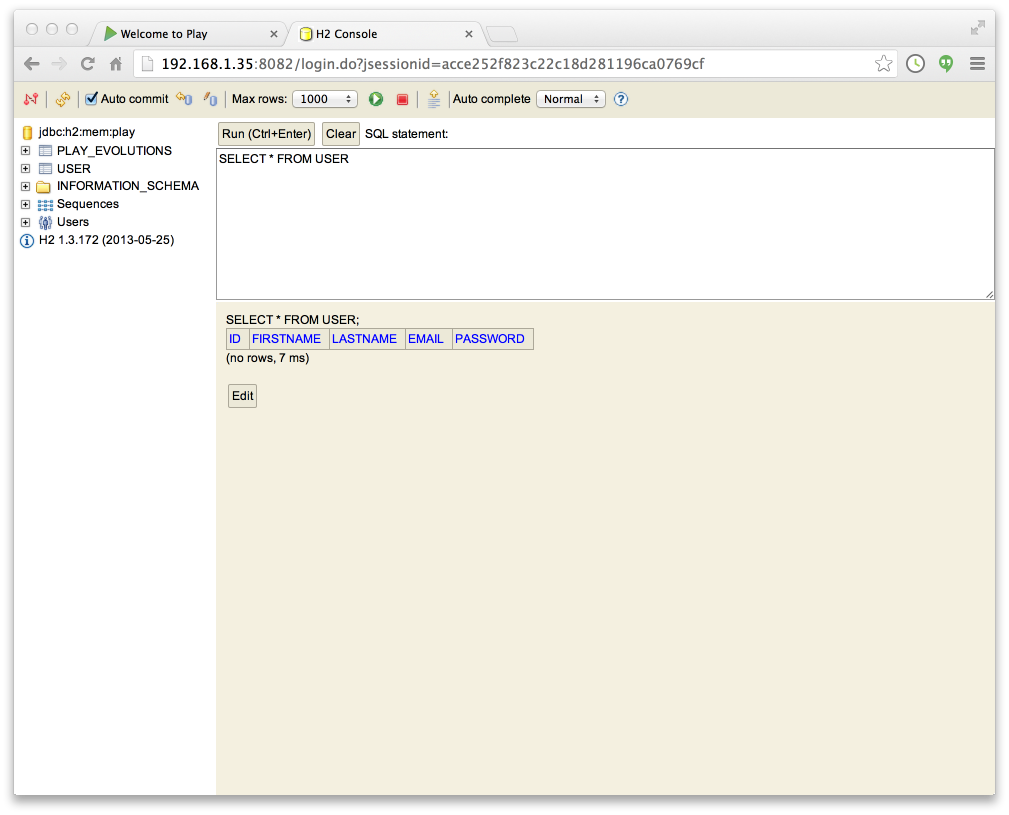 Welcome to Play
H2 Console
192.168.1.35:8082/login.do?jsessionid=acce252f823c22c18d281196ca0769cf
Auto commit
Max rows:
1000
Auto complete
Normal
?
jdbc:h2:mem:play
PLAY_EVOLUTIONS
USER
INFORMATION_SCHEMA
Sequences
Users
H2 1.3.172 (2013-05-25)
Run (Ctrl+Enter)
Clear
SQL statement:
SELECT * FROM USER
SELECT * FROM USER;
ID FIRSTNAME LASTNAME EMAIL PASSWORD
(no rows, 7 ms)
Edit